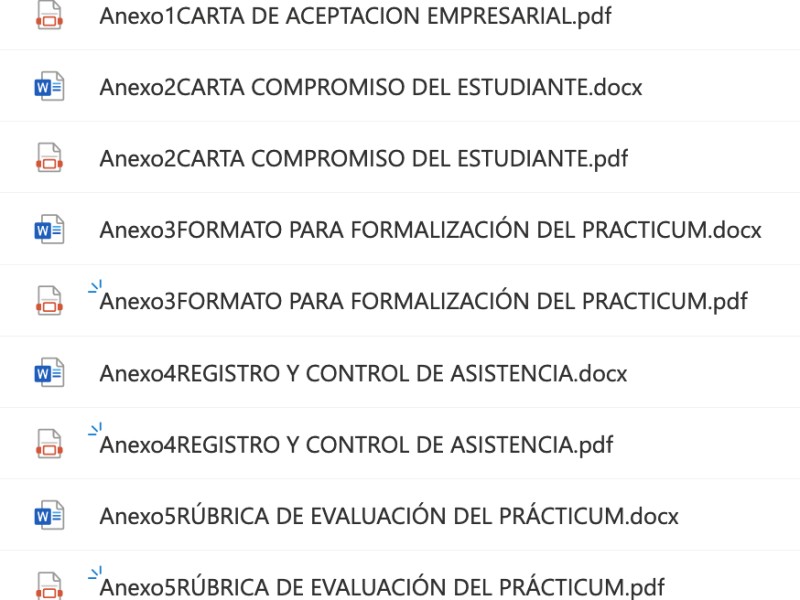 Anexo1CARTA DE ACEPTACION EMPRESARIAL.pdf
Anexo2CARTA COMPROMISO DEL ESTUDIANTE.docx
Anexo2CARTA COMPROMISO DEL ESTUDIANTE.pdf
Anexo3FORMATO PARA FORMALIZACIÓN DEL PRACTICUM.docx
Anexo3FORMATO PARA FORMALIZACIÓN DEL PRACTICUM.pdf
Anexo4REGISTRO Y CONTROL DE ASISTENCIA.docx
Anexo4REGISTRO Y CONTROL DE ASISTENCIA.pdf
Anexo5RÚBRICA DE EVALUACIÓN DEL PRÁCTICUM.docx
Anexo5RÚBRICA DE EVALUACIÓN DEL PRÁCTICUM.pdf